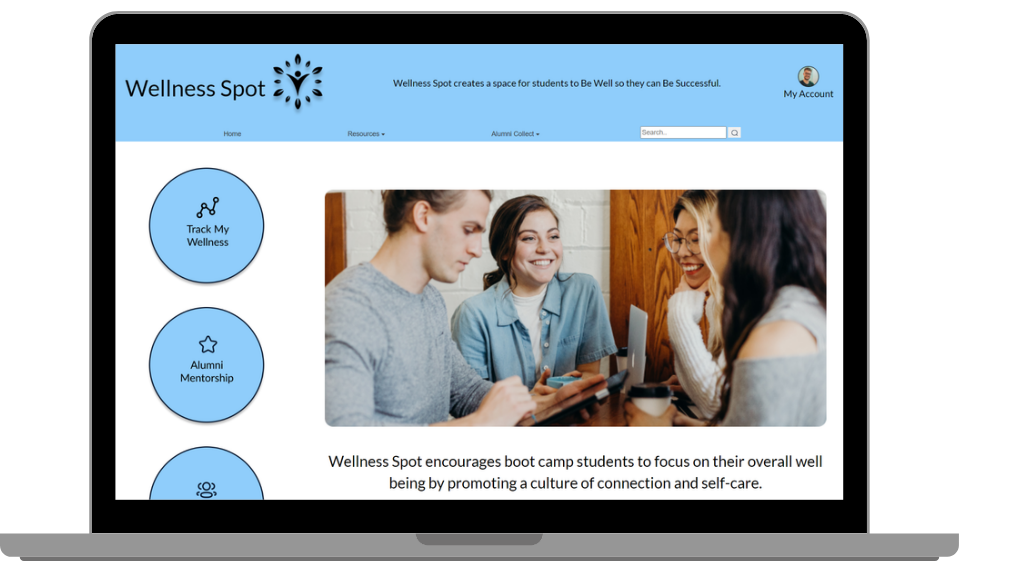 Wellness Spot
Wellness Spot creates a space for students to Be Well so they can Be Successful.
My Account
Home
Resources
Alumni Collect
Search..
Track My
Wellness
Alumni
Mentorship
Wellness Spot encourages boot camp students to focus on their overall well
being by promoting a culture of connection and self-care.